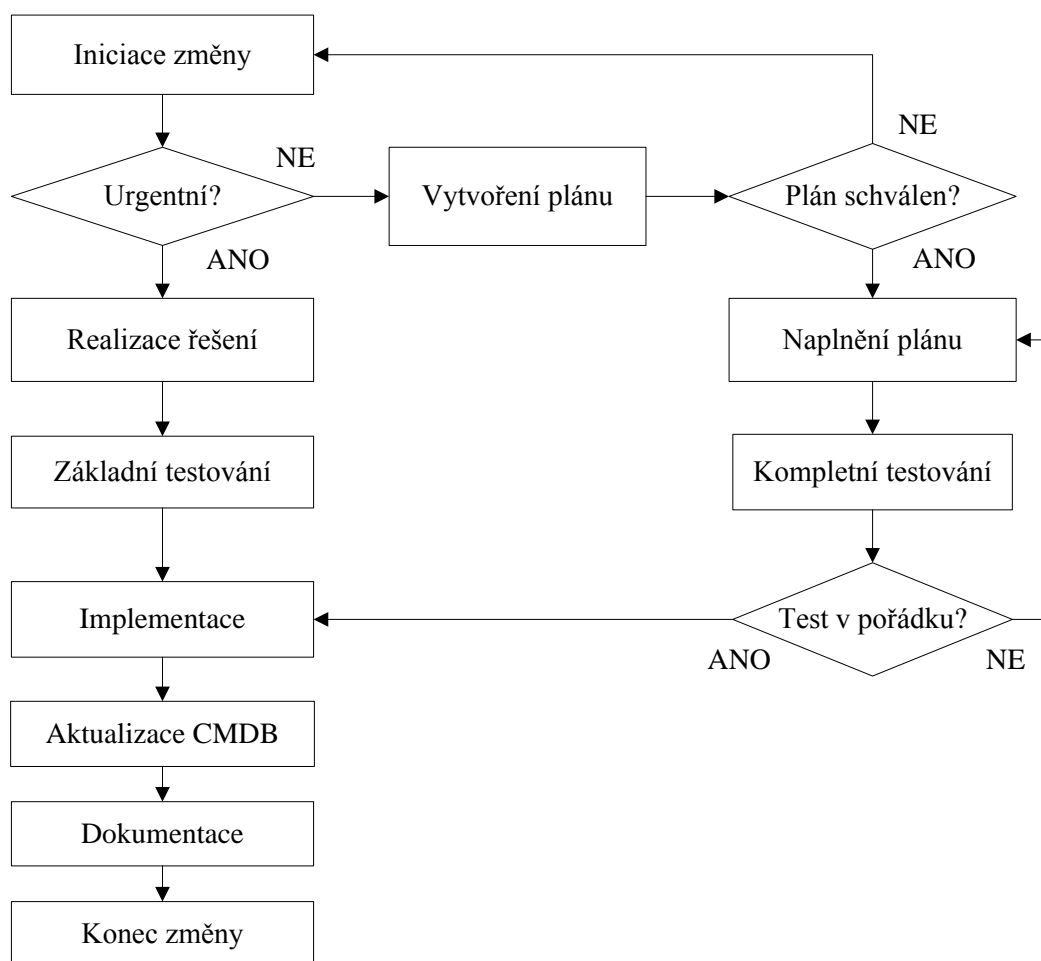 Iniciace změny
NE
NE
Urgentní?
Vytvoření plánu
Plán schválen?
ANO
ANO
Realizace řešení
Naplnění plánu
Základní testování
Kompletní testování
Implementace
Test v pořádku?
ANO
NE
Aktualizace CMDB
Dokumentace
Konec změny